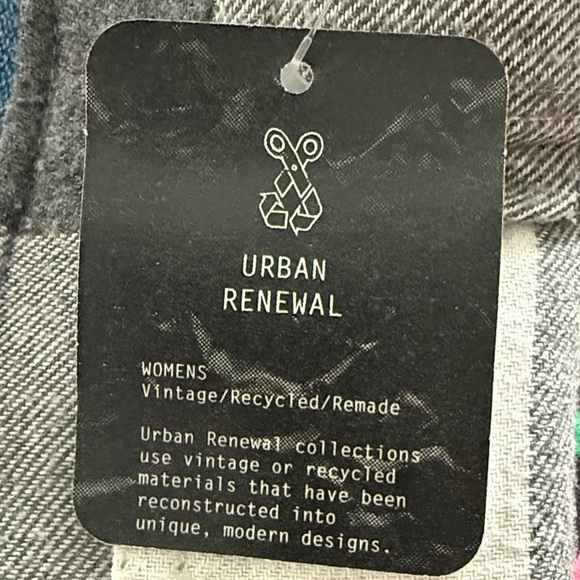 URBAN
RENEWAL
WOMENS
Vintage/Recycled/Remade
Urban Renewal collections
use vintage or recycled
materials that have been
reconstructed into
unique, modern designs.